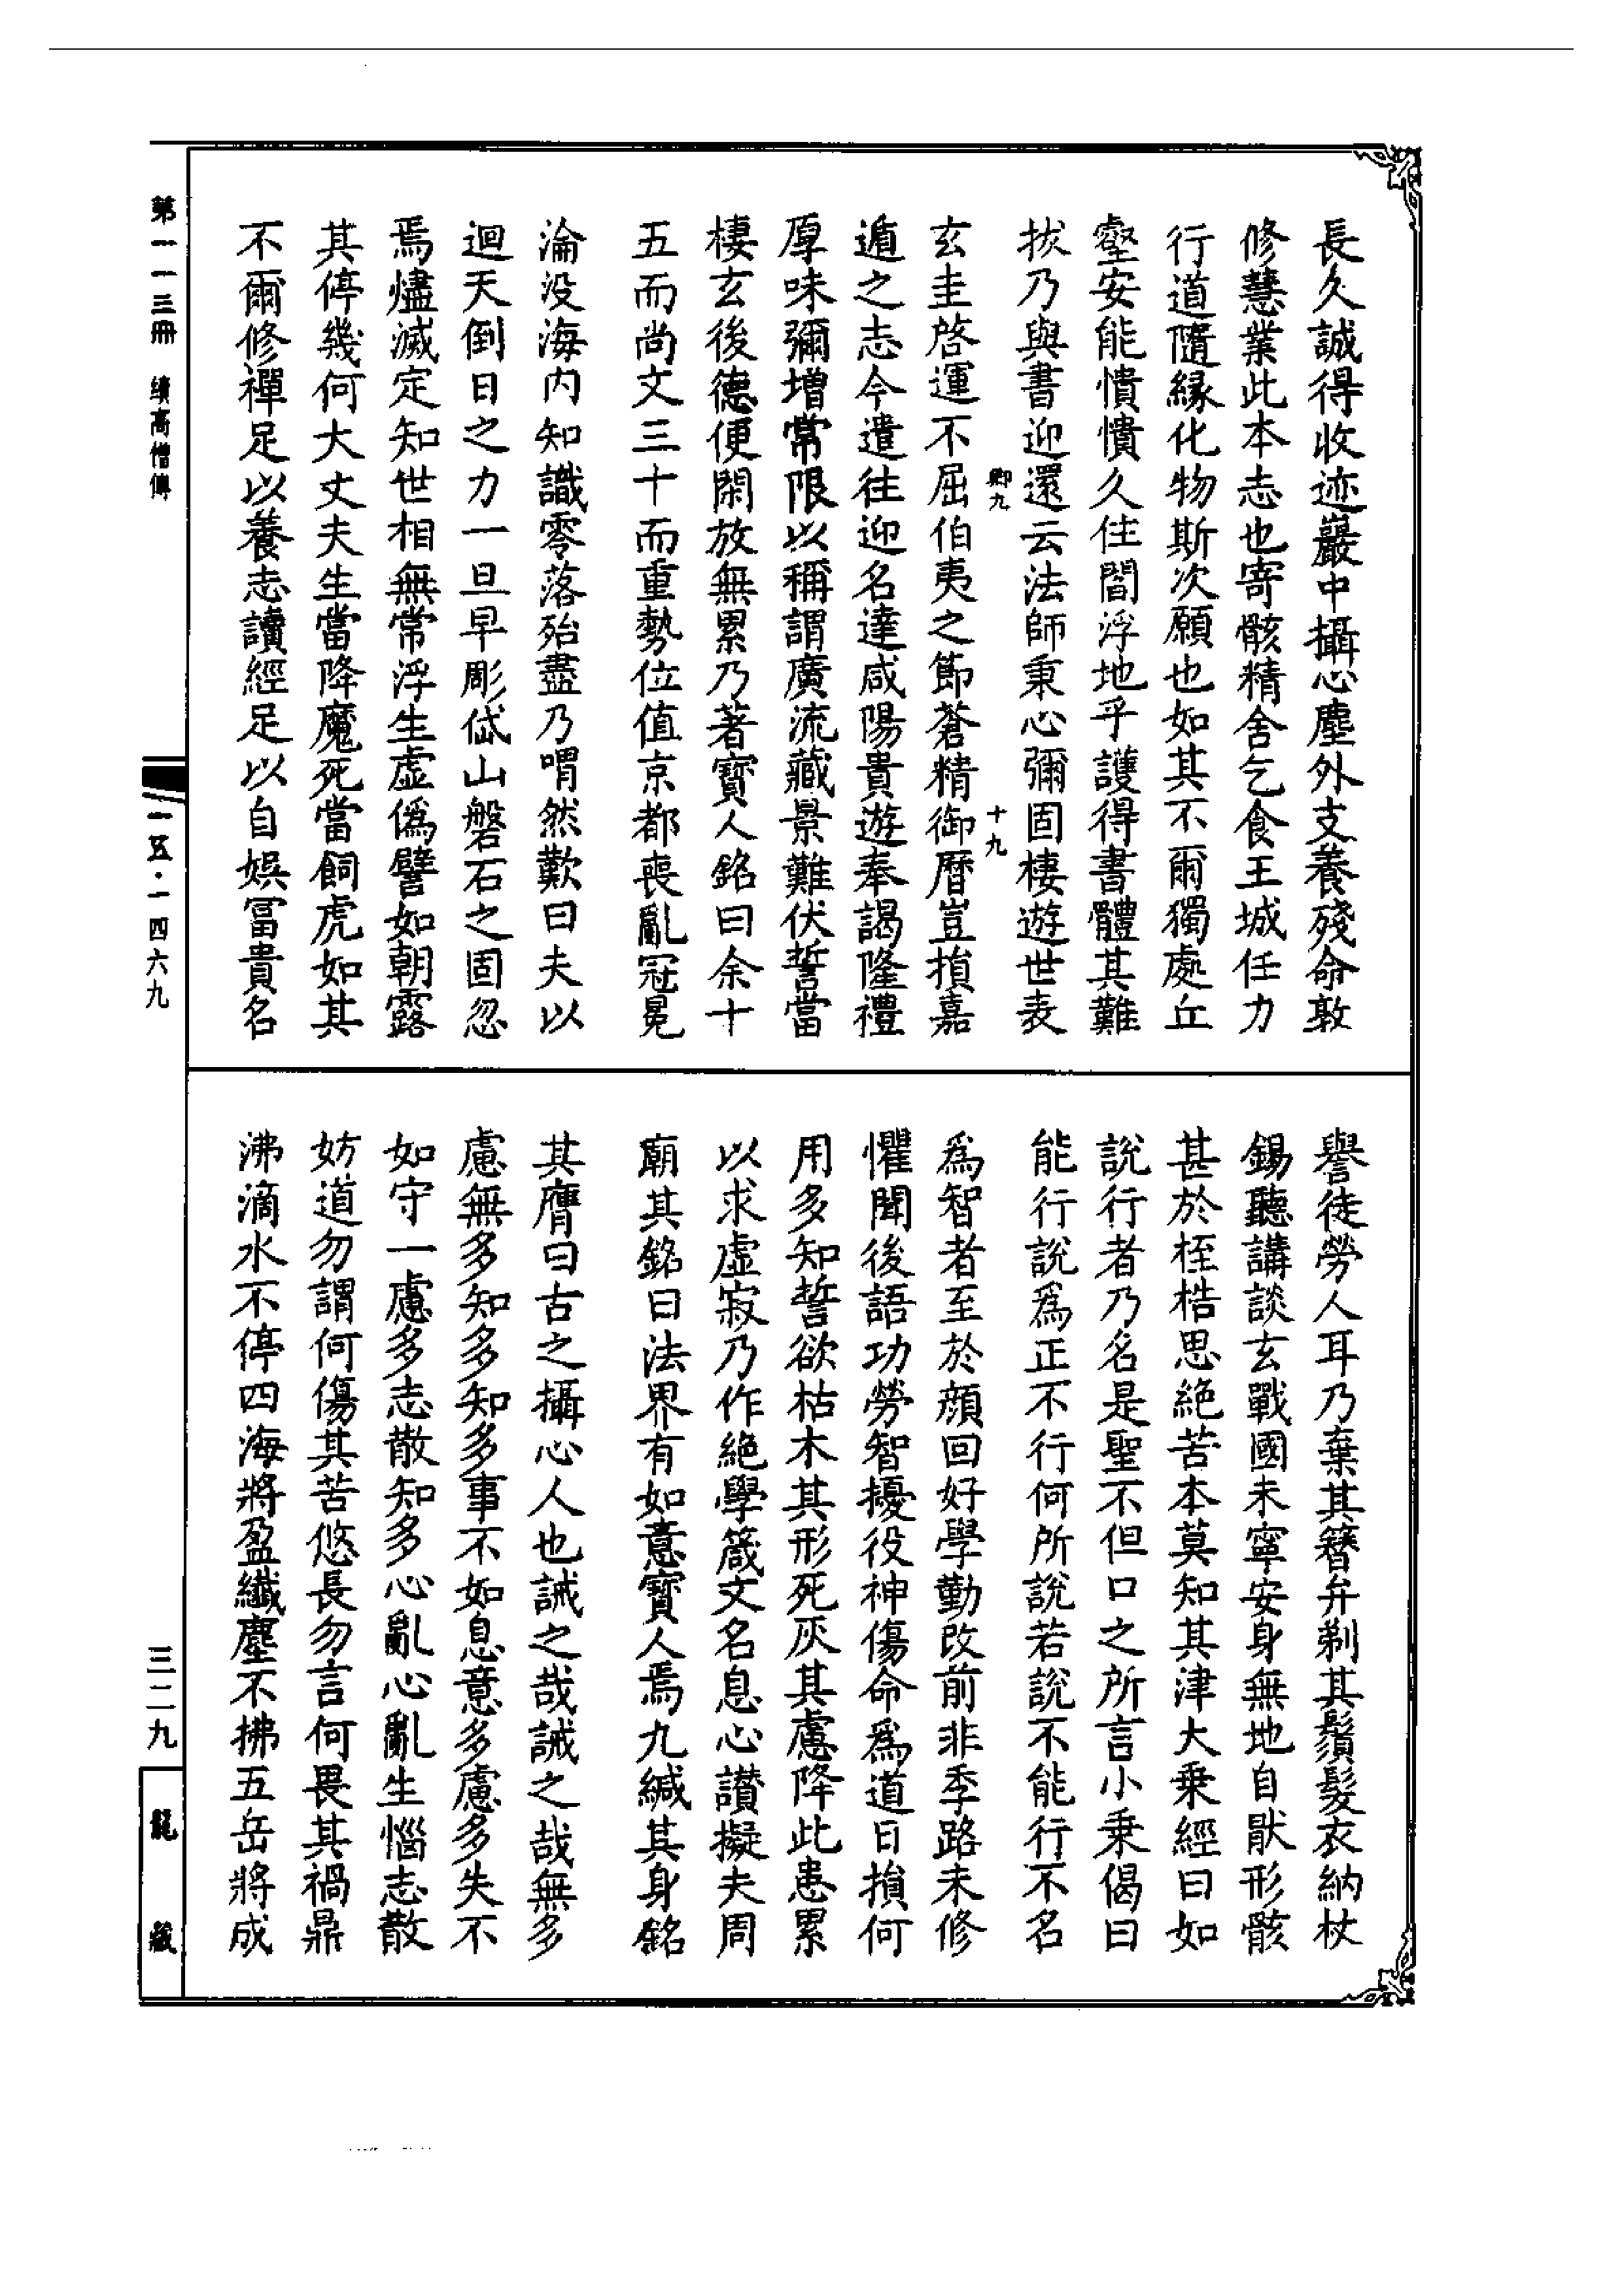 長久誠得收迹巖中攝心塵外支養殘命敦
修慧業此本志也寄骸精舍乞食王城任力
行道隨緣化物斯次願也如其不爾獨處丘
壑安能憒憒久住閻浮地乎護得書體其難
拔乃與書迎還云法師秉心彌固棲遊世表
卿九
十九
玄圭啓運不屈伯夷之節蒼精御曆豈損嘉
遁之志今遣往迎名達咸陽貴遊奉謁隆禮
厚味彌增常限以稱謂廣流藏景難伏誓當
棲玄後德便閑放無累乃著寶人銘曰余十
五而尚文三十而重勢位值京都喪亂冠冕
淪没海内知識零落殆盡乃喟然歎曰夫以
迴天倒日之力一旦早彫岱山磐石之固忽
焉燼滅定知世相無常浮生虚僞譬如朝露
其停幾何大丈夫生當降魔死當飼虎如其
不爾修禪足以養志讀經足以自娯冨貴名
譽徒勞人耳乃棄其簪弁剃其鬚髮衣納杖
錫聽講談玄戰國未寧安身無地自厭形骸
甚於桎梏思絶苦本莫知其津大乗經曰如
説行者乃名是聖不但口之所言小乗偈曰
能行説爲正不行何所説若説不能行不名
爲智者至於顔回好學勤改前非季路未修
懼聞後語功勞智擾役神傷命爲道日損何
用多知誓欲枯木其形死灰其慮降此患累
以求虚寂乃作絶學箴文名息心讃擬夫周
廟其銘曰法界有如意寶人焉九緘其身銘
其膺曰古之攝心人也誡之哉誡之哉無多
慮無多知多知多事不如息意多慮多失不
如守一慮多志散知多心亂心亂生惱志散
妨道勿謂何傷其苦悠長勿言何畏其禍鼎
沸滴水不停四海將盈纖塵不拂五岳將成
第一一三冊 續高僧傳
一五·一四六九
三二九
龍藏